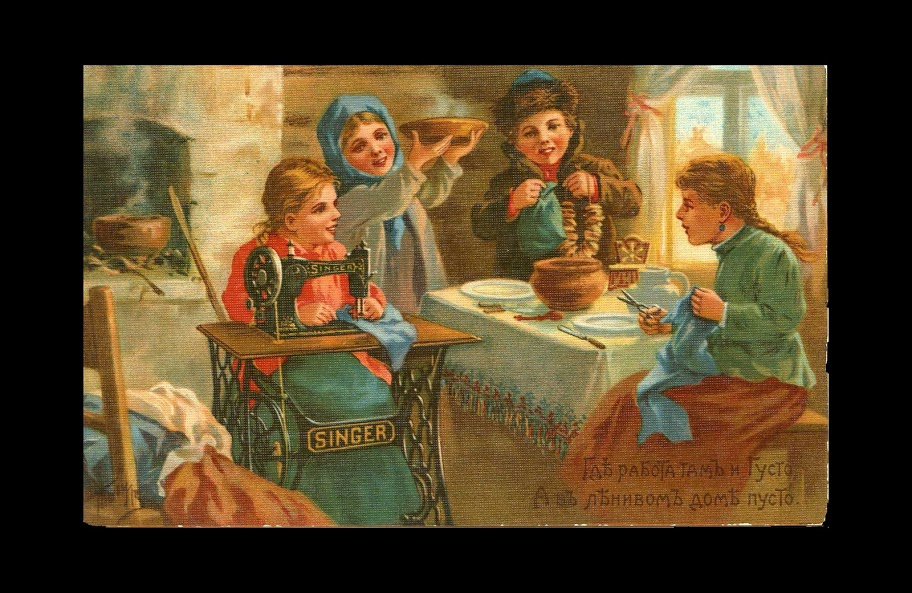 SINGER
SINGER
Гдѣ работа тамъ и густо,
А въ лѣнивомъ домѣ пусто.